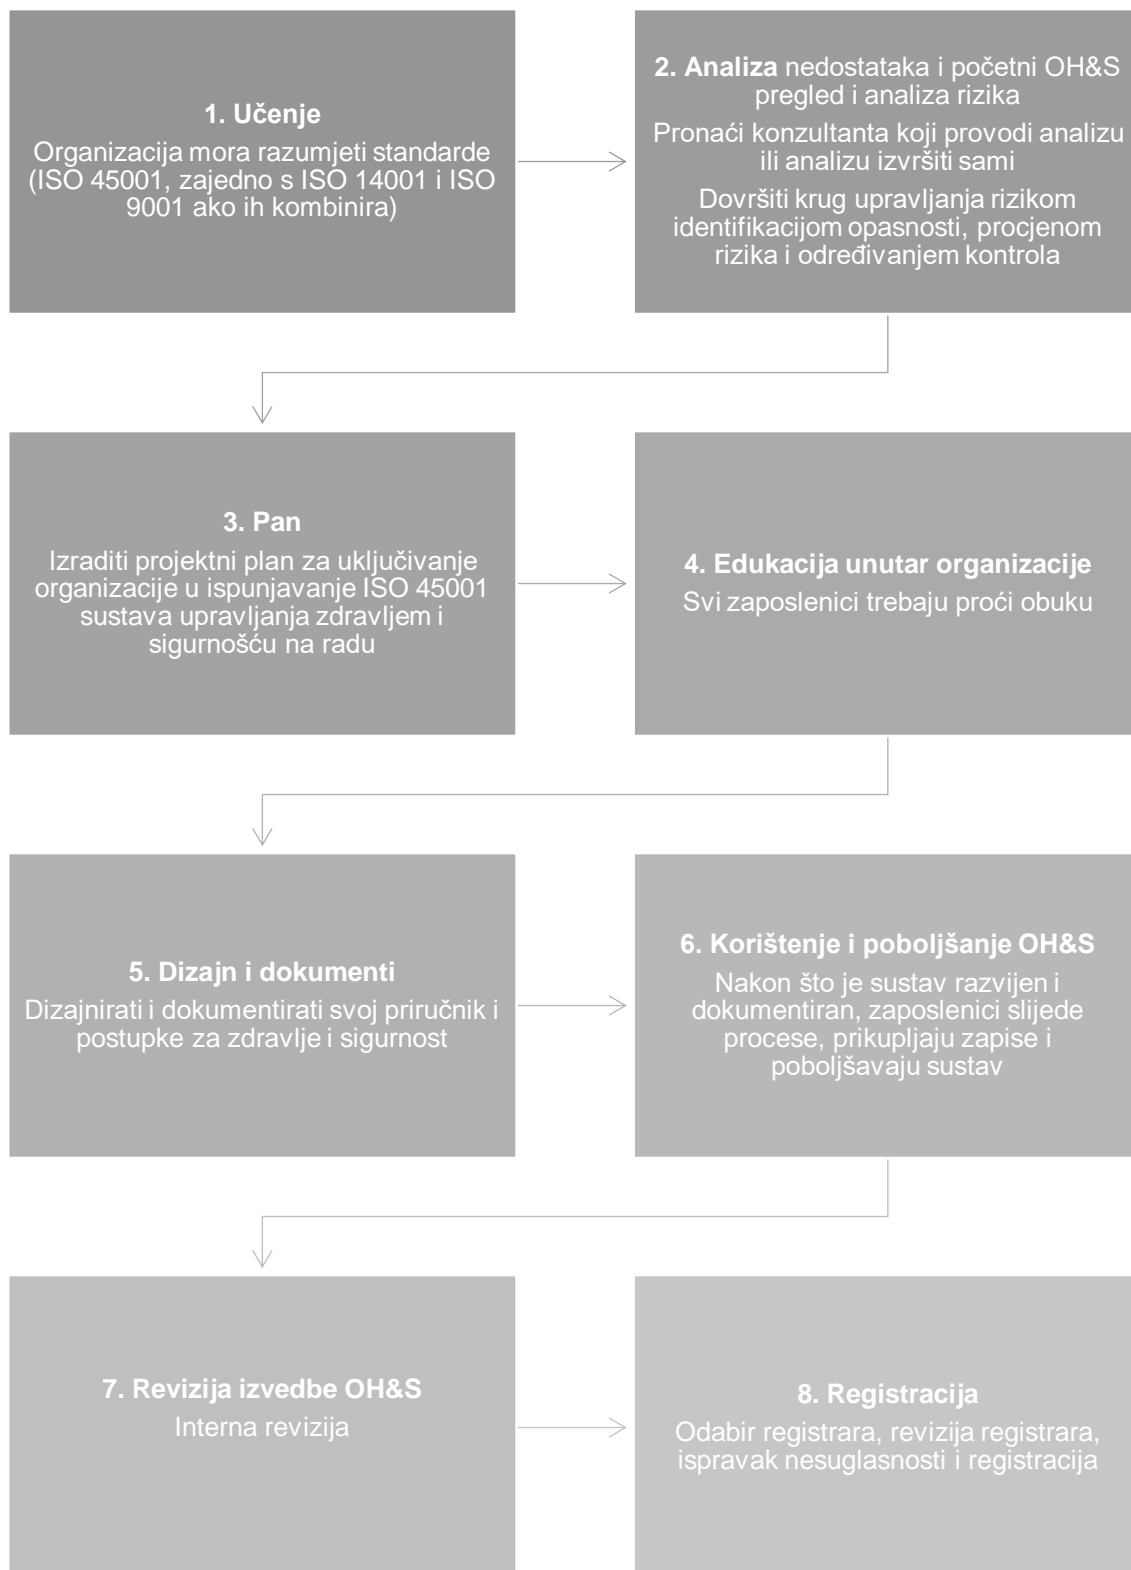 1. Učenje
Organizacija mora razumjeti standarde
(ISO 45001, zajedno s ISO 14001 i ISO
9001 ako ih kombinira)
2. Analiza nedostataka i početni OH&S
pregled i analiza rizika
Pronaći konzultanta koji provodi analizu
ili analizu izvršiti sami
Dovršiti krug upravljanja rizikom
identifikacijom opasnosti, procjenom
rizika i određivanjem kontrola
3. Pan
Izraditi projektni plan za uključivanje
organizacije u ispunjavanje ISO 45001
sustava upravljanja zdravljem i
sigurnošću na radu
4. Edukacija unutar organizacije
Svi zaposlenici trebaju proći obuku
5. Dizajn i dokumenti
Dizajnirati i dokumentirati svoj priručnik i
postupke za zdravlje i sigurnost
6. Korištenje i poboljšanje OH&S
Nakon što je sustav razvijen i
dokumentiran, zaposlenici slijede
procese, prikupljaju zapise i
poboljšavaju sustav
7. Revizija izvedbe OH&S
Interna revizija
8. Registracija
Odabir registrara, revizija registrara,
ispravak nesuglasnosti i registracija